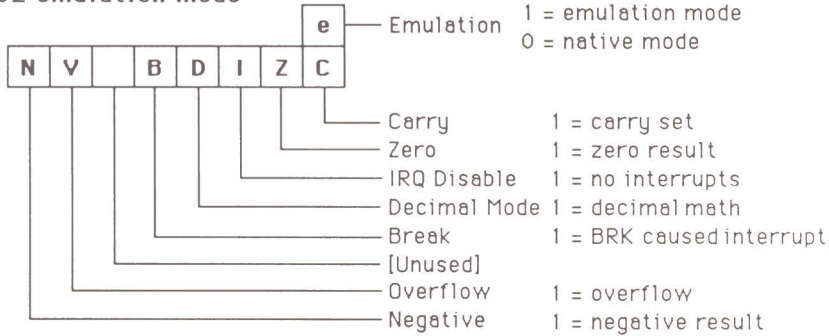 emulation mode
e Emulation 1 = emulation mode
0 = native mode
N V B D I Z C
Carry 1 = carry set
Zero 1 = zero result
IRQ Disable 1 = no interrupts
Decimal Mode 1 = decimal math
Break 1 = BRK caused interrupt
[Unused]
Overflow 1 = overflow
Negative 1 = negative result